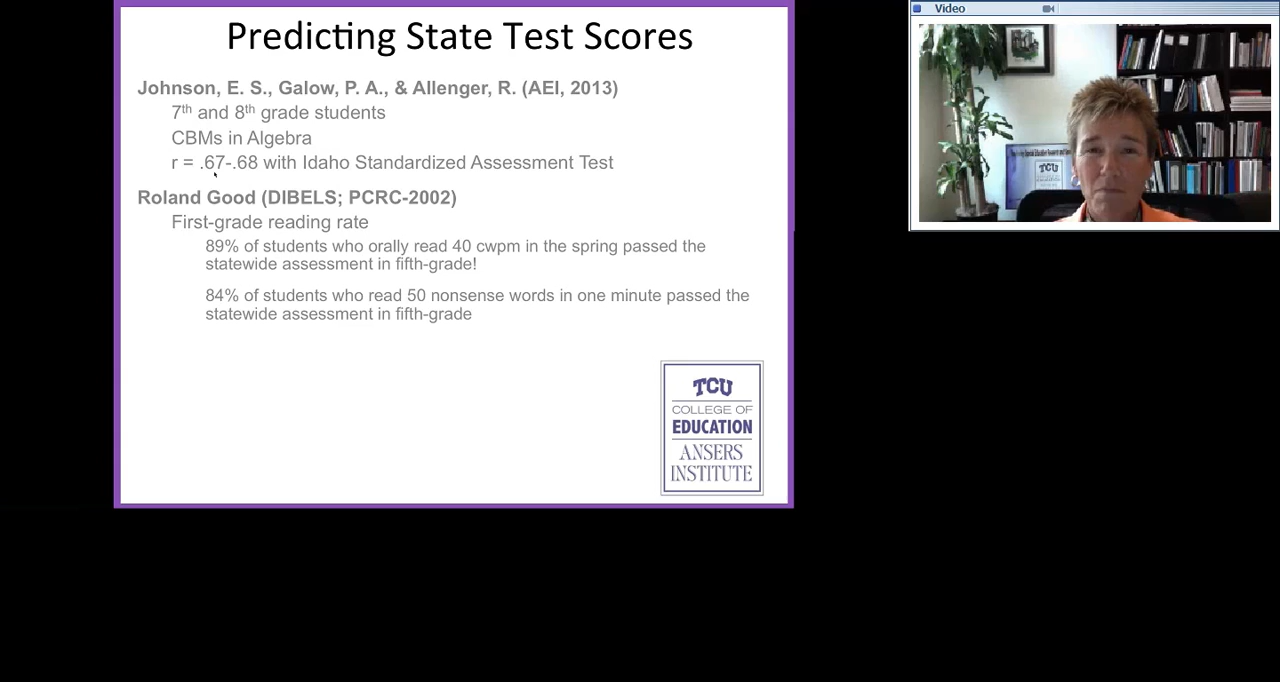 Predicting State Test Scores
Johnson, E. S., Galow, P. A., & Allenger, R. (AEI, 2013)
7th and 8th grade students
CBMs in Algebra
r = .67-.68 with Idaho Standardized Assessment Test
Roland Good (DIBELS; PCRC-2002)
First-grade reading rate
89% of students who orally read 40 cwpm in the spring passed the
statewide assessment in fifth-grade!
84% of students who read 50 nonsense words in one minute passed the
statewide assessment in fifth-grade
TCU
COLLEGE OF
EDUCATION
ANSERS
INSTITUTE
Video
TCU